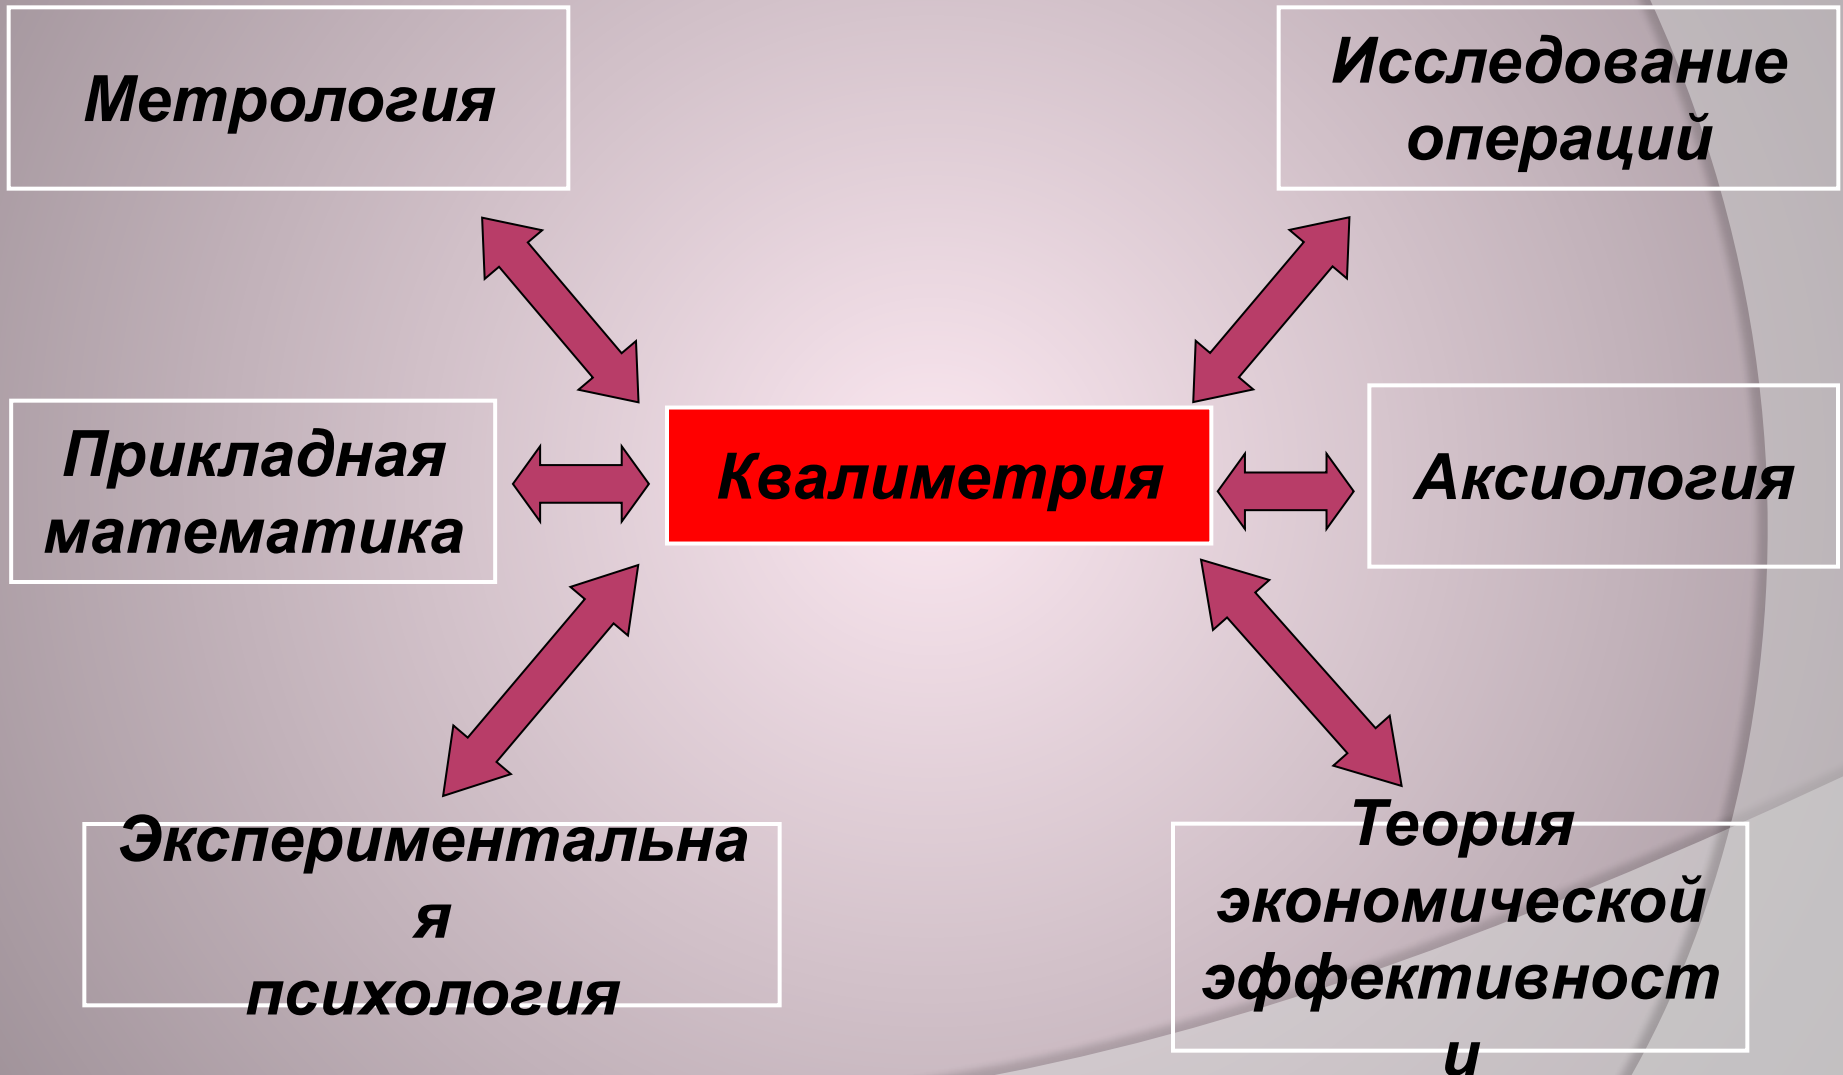 Метрология
Исследование
операций
Прикладная
математика
Квалиметрия
Аксиология
Экспериментальна
я
психология
Теория
экономической
эффективност
и